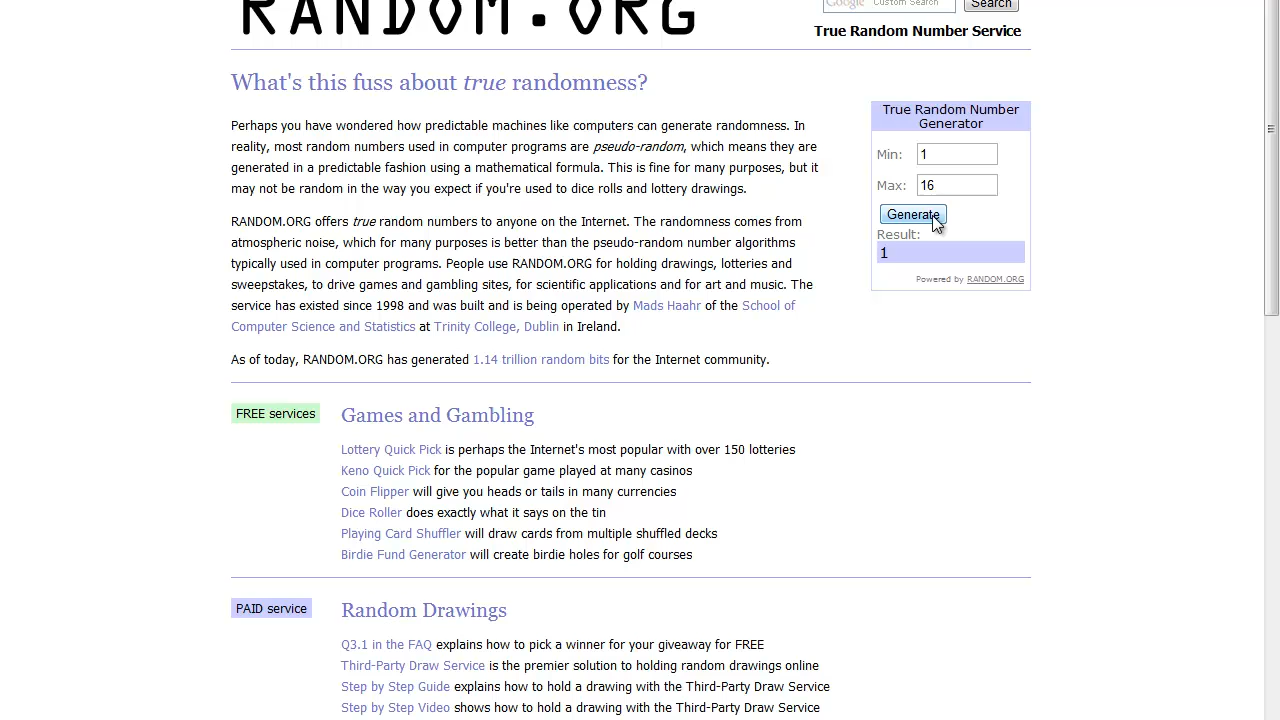 RANDOM.ORG
Google Custom Search
Search
True Random Number Service
What's this fuss about true randomness?
Perhaps you have wondered how predictable machines like computers can generate randomness. In
reality, most random numbers used in computer programs are pseudo-random, which means they are
generated in a predictable fashion using a mathematical formula. This is fine for many purposes, but it
may not be random in the way you expect if you're used to dice rolls and lottery drawings.
RANDOM.ORG offers true random numbers to anyone on the Internet. The randomness comes from
atmospheric noise, which for many purposes is better than the pseudo-random number algorithms
typically used in computer programs. People use RANDOM.ORG for holding drawings, lotteries and
sweepstakes, to drive games and gambling sites, for scientific applications and for art and music. The
service has existed since 1998 and was built and is being operated by Mads Haahr of the School of
Computer Science and Statistics at Trinity College, Dublin in Ireland.
As of today, RANDOM.ORG has generated 1.14 trillion random bits for the Internet community.
True Random Number
Generator
Min: 1
Max: 16
Generate
Result:
1
Powered by RANDOM.ORG
FREE services
Games and Gambling
Lottery Quick Pick is perhaps the Internet's most popular with over 150 lotteries
Keno Quick Pick for the popular game played at many casinos
Coin Flipper will give you heads or tails in many currencies
Dice Roller does exactly what it says on the tin
Playing Card Shuffler will draw cards from multiple shuffled decks
Birdie Fund Generator will create birdie holes for golf courses
PAID service
Random Drawings
Q3.1 in the FAQ explains how to pick a winner for your giveaway for FREE
Third-Party Draw Service is the premier solution to holding random drawings online
Step by Step Guide explains how to hold a drawing with the Third-Party Draw Service
Step by Step Video shows how to hold a drawing with the Third-Party Draw Service